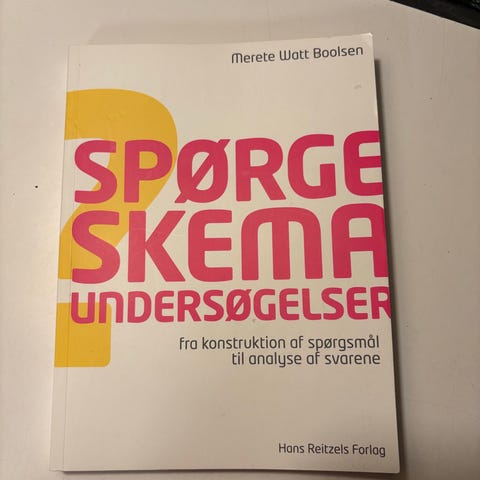 Merete Watt Boolsen
?
SPØRGE
SKEMA
UNDERSØGELSER
fra konstruktion af spørgsmål
til analyse af svarene
Hans Reitzels Forlag